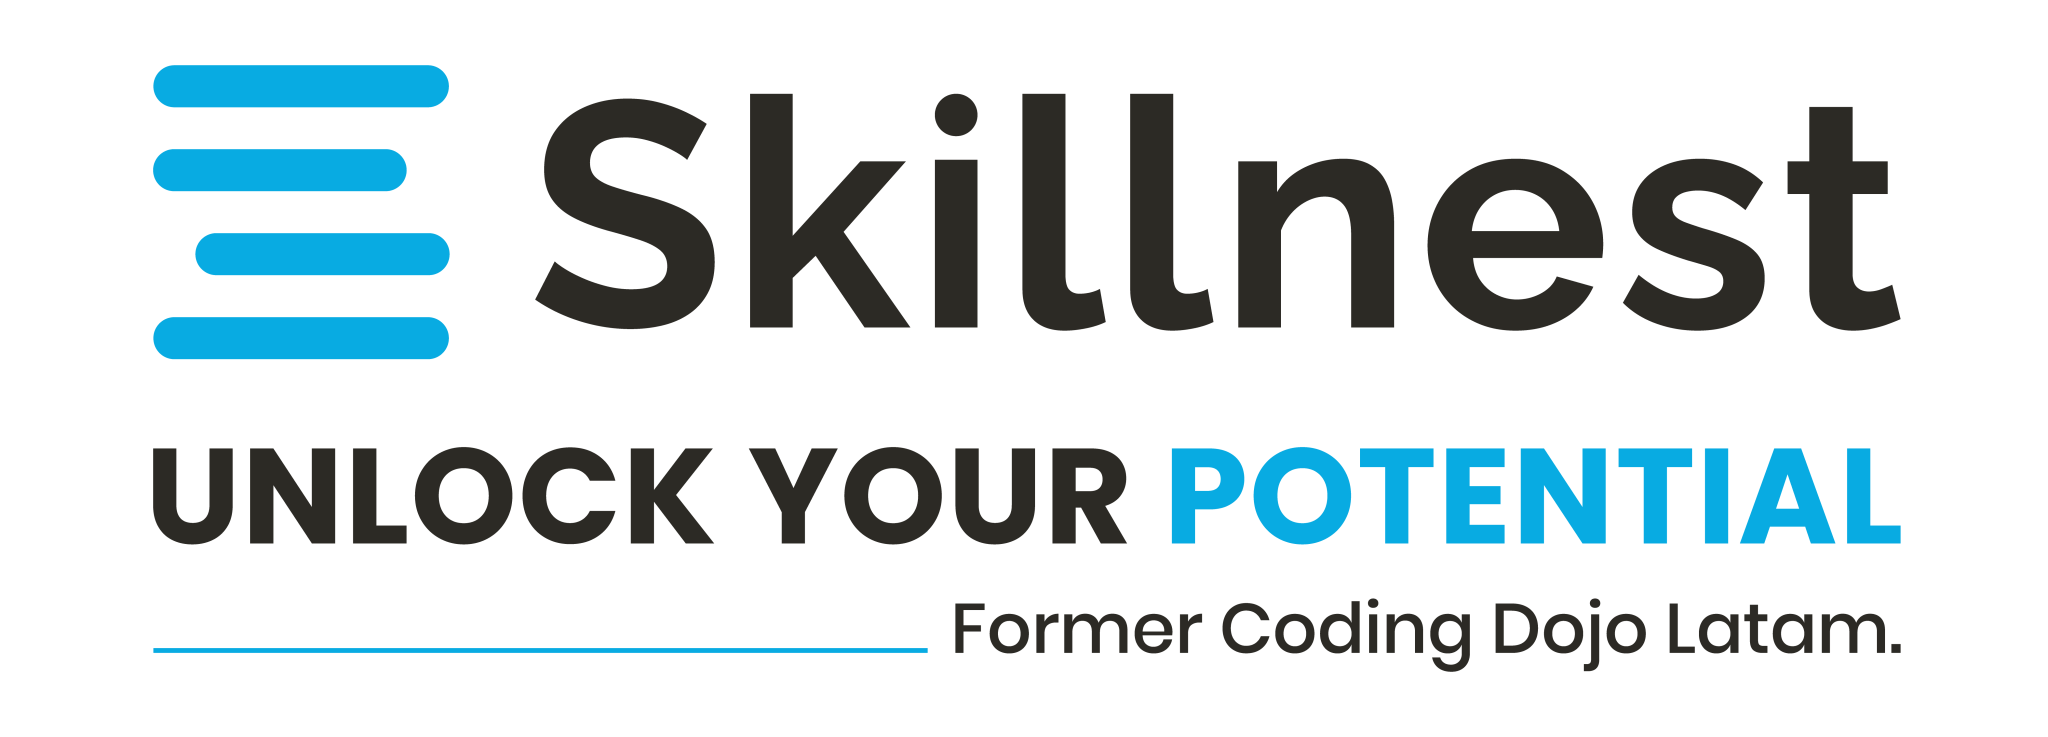 Skillnest
UNLOCK YOUR POTENTIAL
Former Coding Dojo Latam.